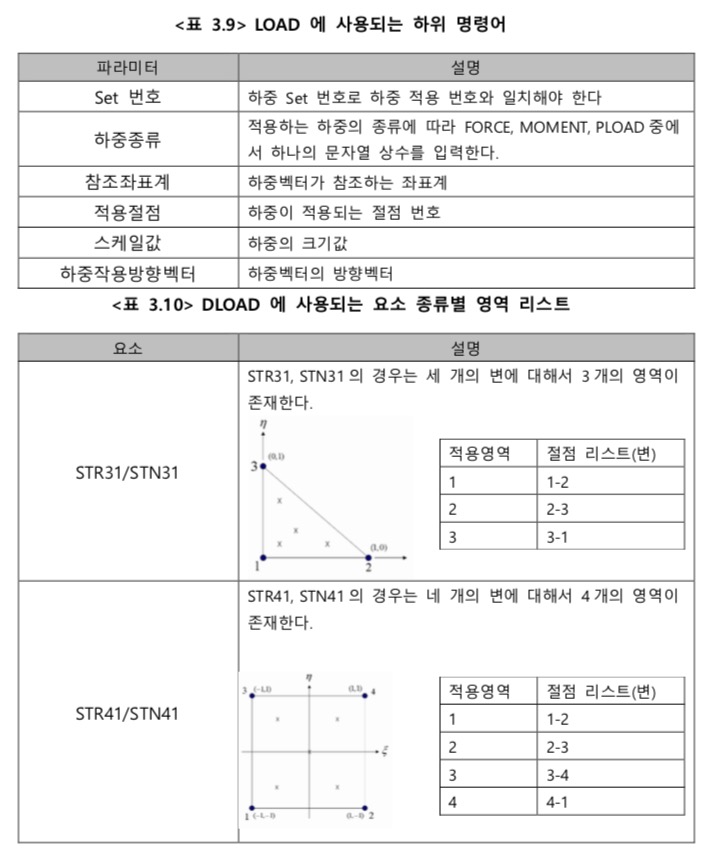 <표 3.9> LOAD 에 사용되는 하위 명령어
파라미터 설명
Set 번호 하중 Set 번호로 하중 적용 번호와 일치해야 한다
하중종류 적용하는 하중의 종류에 따라 FORCE, MOMENT, PLOAD 중에
서 하나의 문자열 상수를 입력한다.
참조좌표계 하중벡터가 참조하는 좌표계
적용절점 하중이 적용되는 절점 번호
스케일값 하중의 크기값
하중작용방향벡터 하중벡터의 방향벡터
<표 3.10> DLOAD 에 사용되는 요소 종류별 영역 리스트
요소 설명
STR31/STN31
STR31, STN31 의 경우는 세 개의 변에 대해서 3 개의 영역이
존재한다.
η
3 (0,1)
x
x
x x
(1,0)
1 2
적용영역 절점 리스트(변)
1 1-2
2 2-3
3 3-1
STR41/STN41
STR41, STN41 의 경우는 네 개의 변에 대해서 4 개의 영역이
존재한다.
η
3 (-1,1) (1,1) 4
x x
ξ
x x
1 (-1,-1) (1,-1) 2
적용영역 절점 리스트(변)
1 1-2
2 2-3
3 3-4
4 4-1